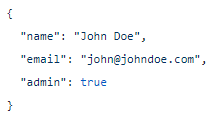 {
"name": "John Doe",
"email": "john@johndoe.com",
"admin": true
}